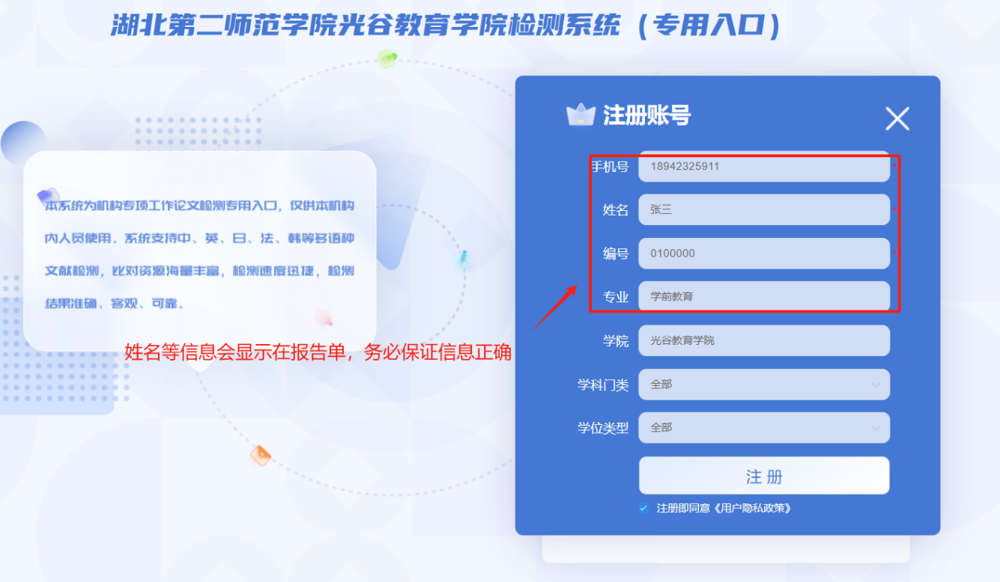 湖北第二师范学院光谷教育学院检测系统（专用入口）
本系统为机构专项工作论文检测专用入口，仅供本机构
内人员使用。系统支持中、英、日、法、韩等多语种
文献检测，比对资源海量丰富，检测速度迅捷，检测
结果准确、客观、可靠。
姓名等信息会显示在报告单，务必保证信息正确
注册账号
手机号 18942325911 *
姓名 张三 *
编号 0100000 *
专业 学前教育
学院 光谷教育学院
学科门类 全部
学位类型 全部
注 册
注册即同意《用户隐私政策》